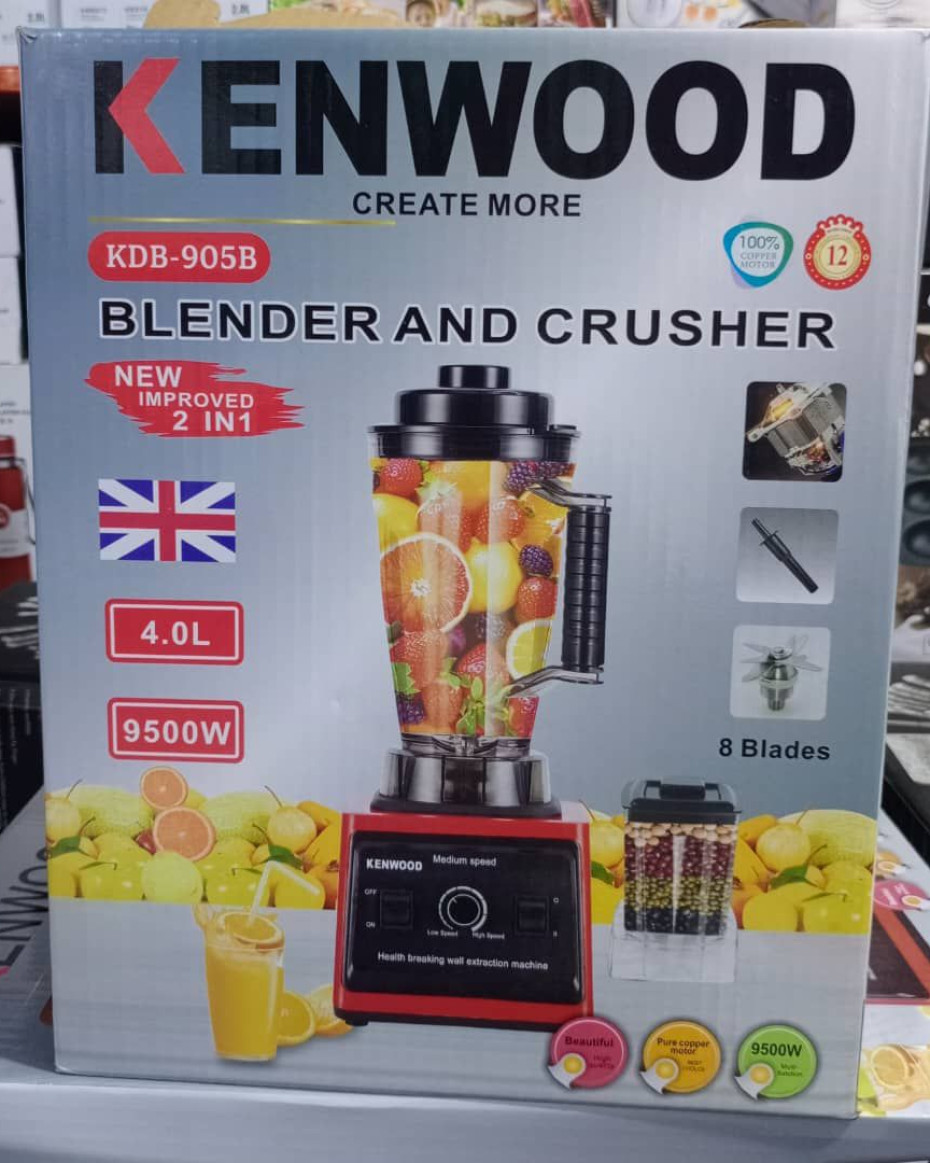 KENWOOD
CREATE MORE
KDB-905B
100%
COPPER
MOTOR
12
BLENDER AND CRUSHER
NEW
IMPROVED
2 IN1
4.0L
9500W
8 Blades
KENWOOD
Medium speed
OFF
ON
Low Speed
High Speed
Health breaking wall extraction machine
Beautiful
Pure copper
motor
9500W
Multi-
function